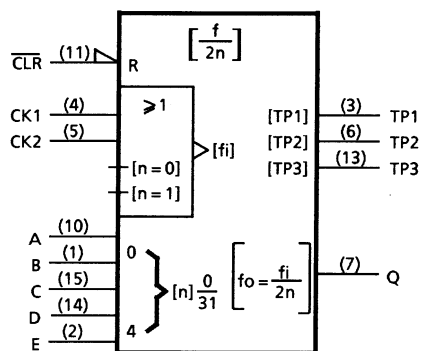 [f/2n]
CLR (11) R
CK1 (4) ≥1 [TP1] (3) TP1
CK2 (5) [fi] [TP2] (6) TP2
[n=0] [TP3] (13) TP3
[n=1]
A (10)
B (1) 0
C (15) [n] 0/31 [fo=fi/2n] (7) Q
D (14)
E (2) 4